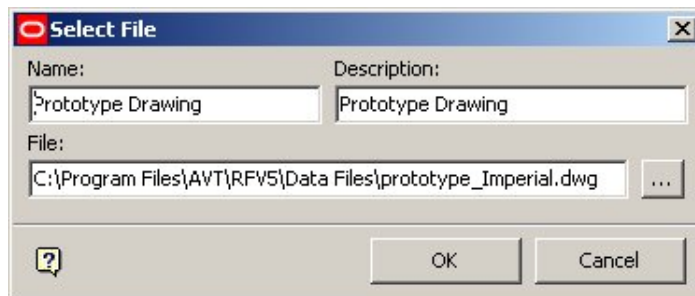 Select File
Name: Description:
Prototype Drawing Prototype Drawing
File:
C:\Program Files\AVT\RFV5\Data Files\prototype_Imperial.dwg ...
? OK Cancel